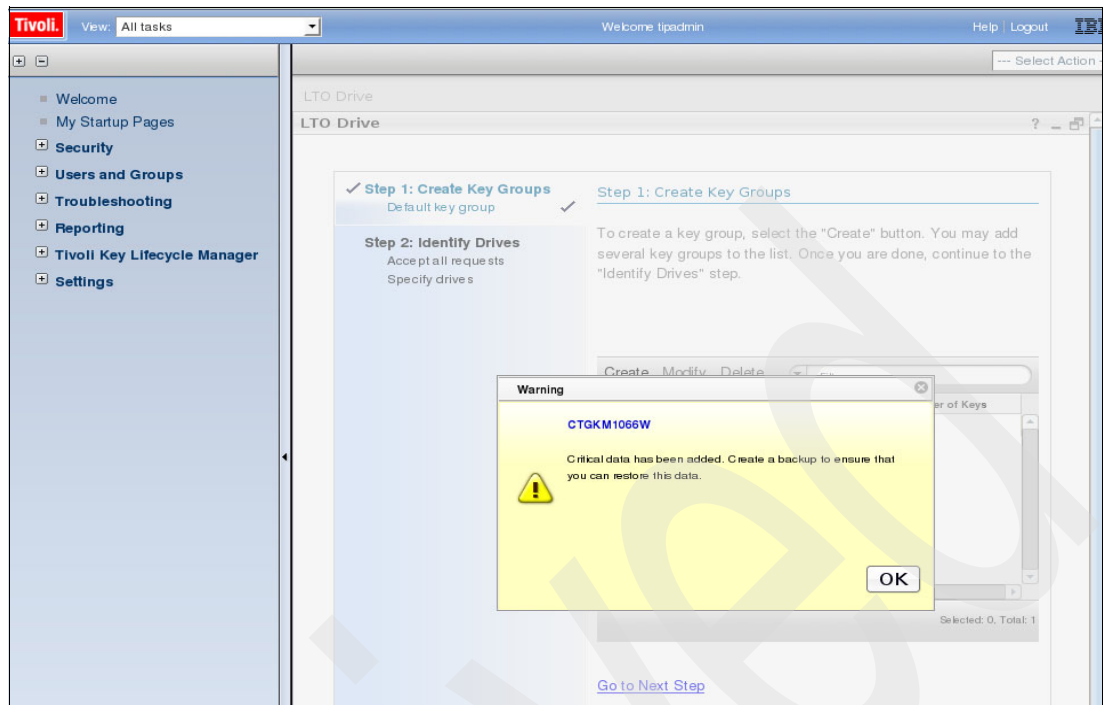 Tivoli. View: All tasks Welcome tipadmin Help | Logout
--- Select Action -
Welcome
My Startup Pages
Security
Users and Groups
Troubleshooting
Reporting
Tivoli Key Lifecycle Manager
Settings
LTO Drive
LTO Drive
Step 1: Create Key Groups
Default key group
Step 2: Identify Drives
Accept all requests
Specify drives
Step 1: Create Key Groups
To create a key group, select the "Create" button. You may add
several key groups to the list. Once you are done, continue to the
"Identify Drives" step.
Create Modify Delete
er of Keys
Warning
CTGKM1066W
Critical data has been added. Create a backup to ensure that
you can restore this data.
OK
Selected: 0, Total: 1
Go to Next Step